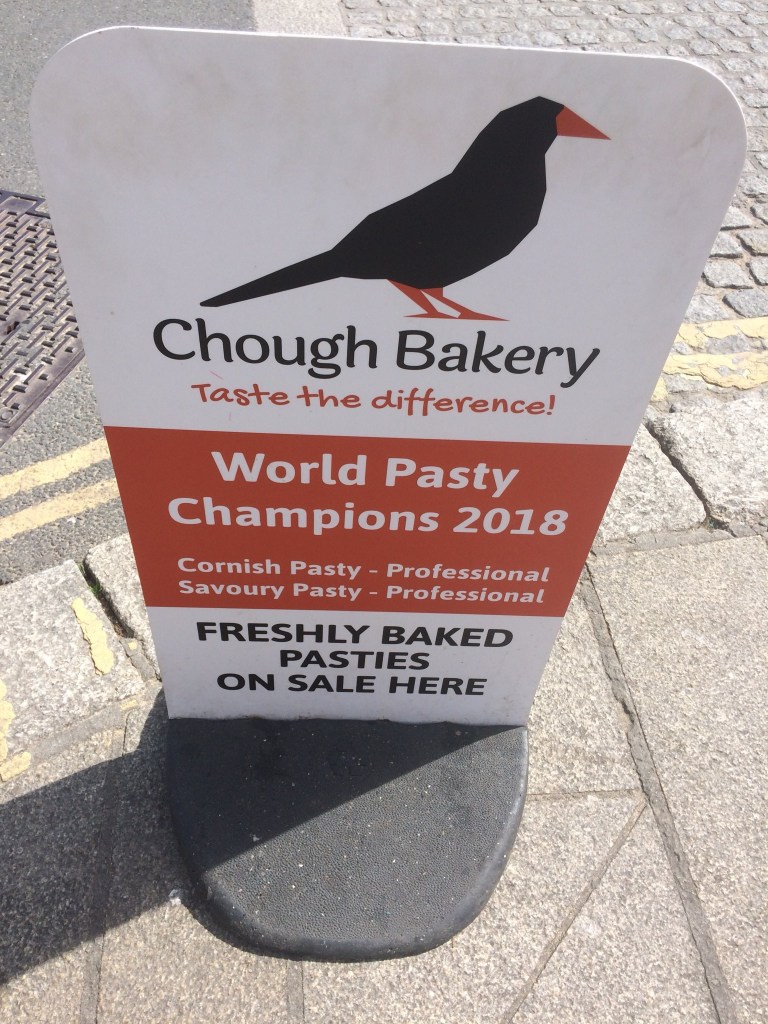 Chough Bakery
Taste the difference!
World Pasty
Champions 2018
Cornish Pasty - Professional
Savoury Pasty - Professional
FRESHLY BAKED
PASTIES
ON SALE HERE